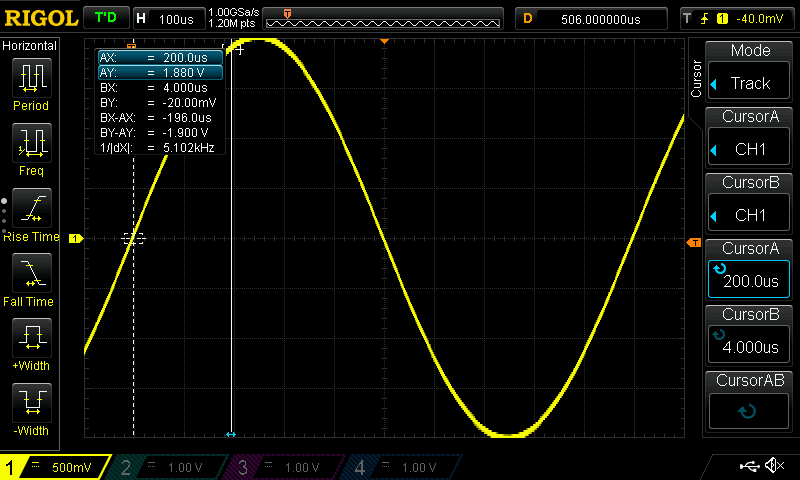 RIGOL T'D H 100us 1.00GSa/s D 506.000000us T 1 -40.0mV
1.20M pts
T
Horizontal
Period
Freq
Rise Time
Fall Time
+Width
-Width
AX: = 200.0us
AY: = 1.880 V
BX: = 4.000us
BY: = -20.00mV
BX-AX: = -196.0us
BY-AY: = -1.900 V
1/|dX|: = 5.102kHz
1
T
Cursor
Mode
Track
CursorA
CH1
CursorB
CH1
CursorA
200.0us
CursorB
4.000us
CursorAB
1 = 500mV 2 = 1.00 V 3 = 1.00 V 4 = 1.00 V